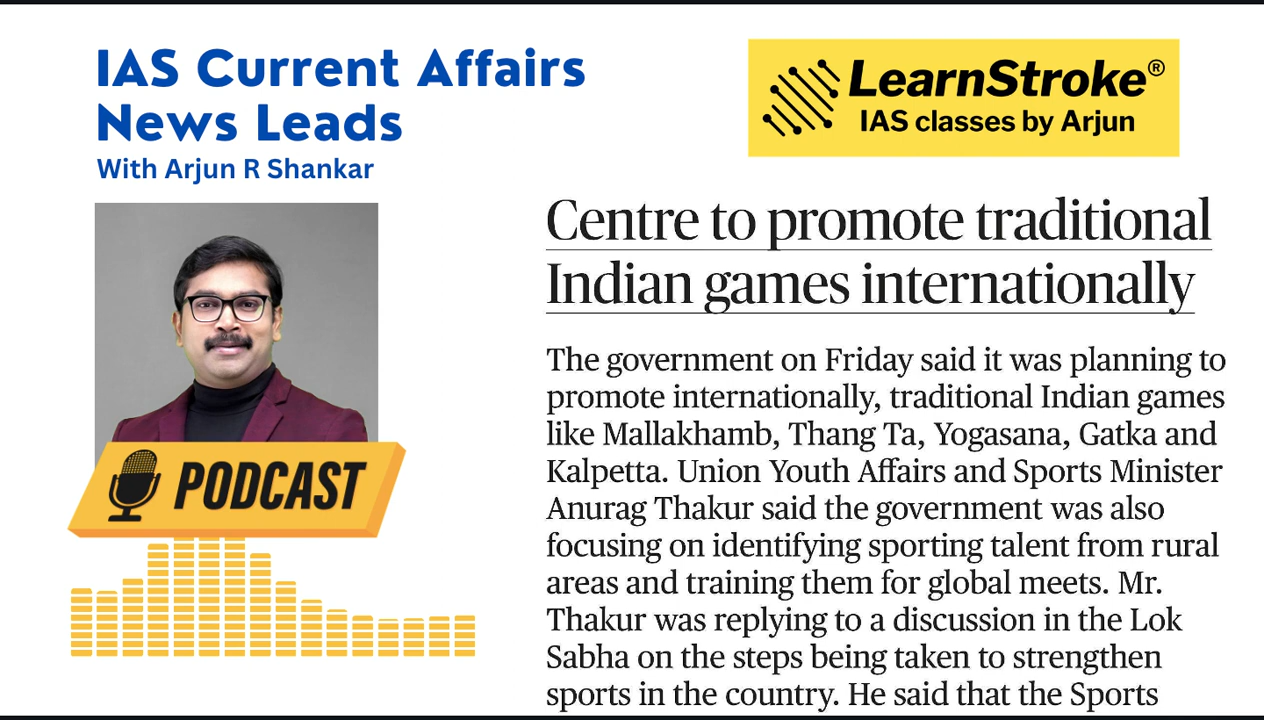 IAS Current Affairs
News Leads
With Arjun R Shankar
LearnStroke®
IAS classes by Arjun
Centre to promote traditional
Indian games internationally
The government on Friday said it was planning to
promote internationally, traditional Indian games
like Mallakhamb, Thang Ta, Yogasana, Gatka and
Kalpetta. Union Youth Affairs and Sports Minister
Anurag Thakur said the government was also
focusing on identifying sporting talent from rural
areas and training them for global meets. Mr.
Thakur was replying to a discussion in the Lok
Sabha on the steps being taken to strengthen
sports in the country. He said that the Sports
PODCAST